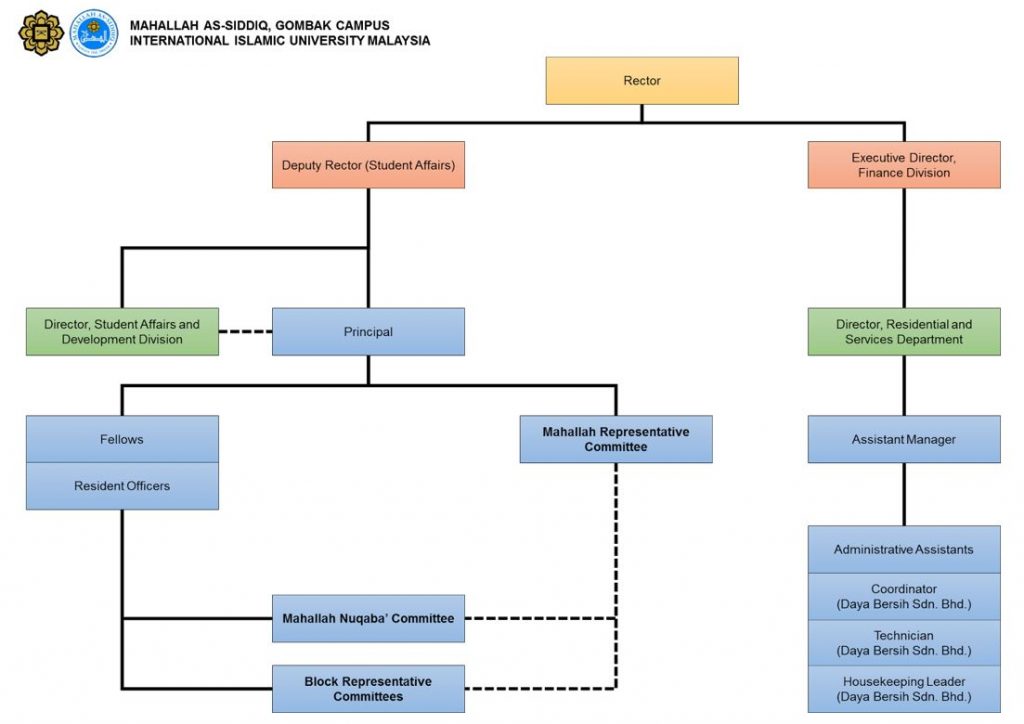 MAHALLAH AS-SIDDIQ, GOMBAK CAMPUS
INTERNATIONAL ISLAMIC UNIVERSITY MALAYSIA
Rector
Deputy Rector (Student Affairs)
Executive Director,
Finance Division
Director, Student Affairs and
Development Division
Principal
Director, Residential and
Services Department
Fellows
Resident Officers
Mahallah Representative
Committee
Assistant Manager
Administrative Assistants
Coordinator
(Daya Bersih Sdn. Bhd.)
Technician
(Daya Bersih Sdn. Bhd.)
Housekeeping Leader
(Daya Bersih Sdn. Bhd.)
Mahallah Nuqaba’ Committee
Block Representative
Committees